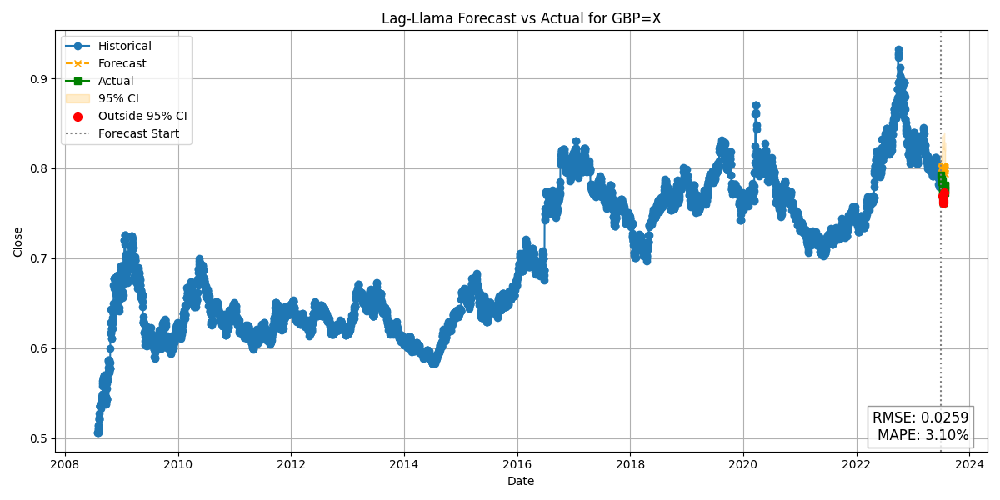 Lag-Llama Forecast vs Actual for GBP=X
Historical
Forecast
Actual
95% CI
Outside 95% CI
Forecast Start
Close
0.9
0.8
0.7
0.6
0.5
RMSE: 0.0259
MAPE: 3.10%
2008 2010 2012 2014 2016 2018 2020 2022 2024
Date